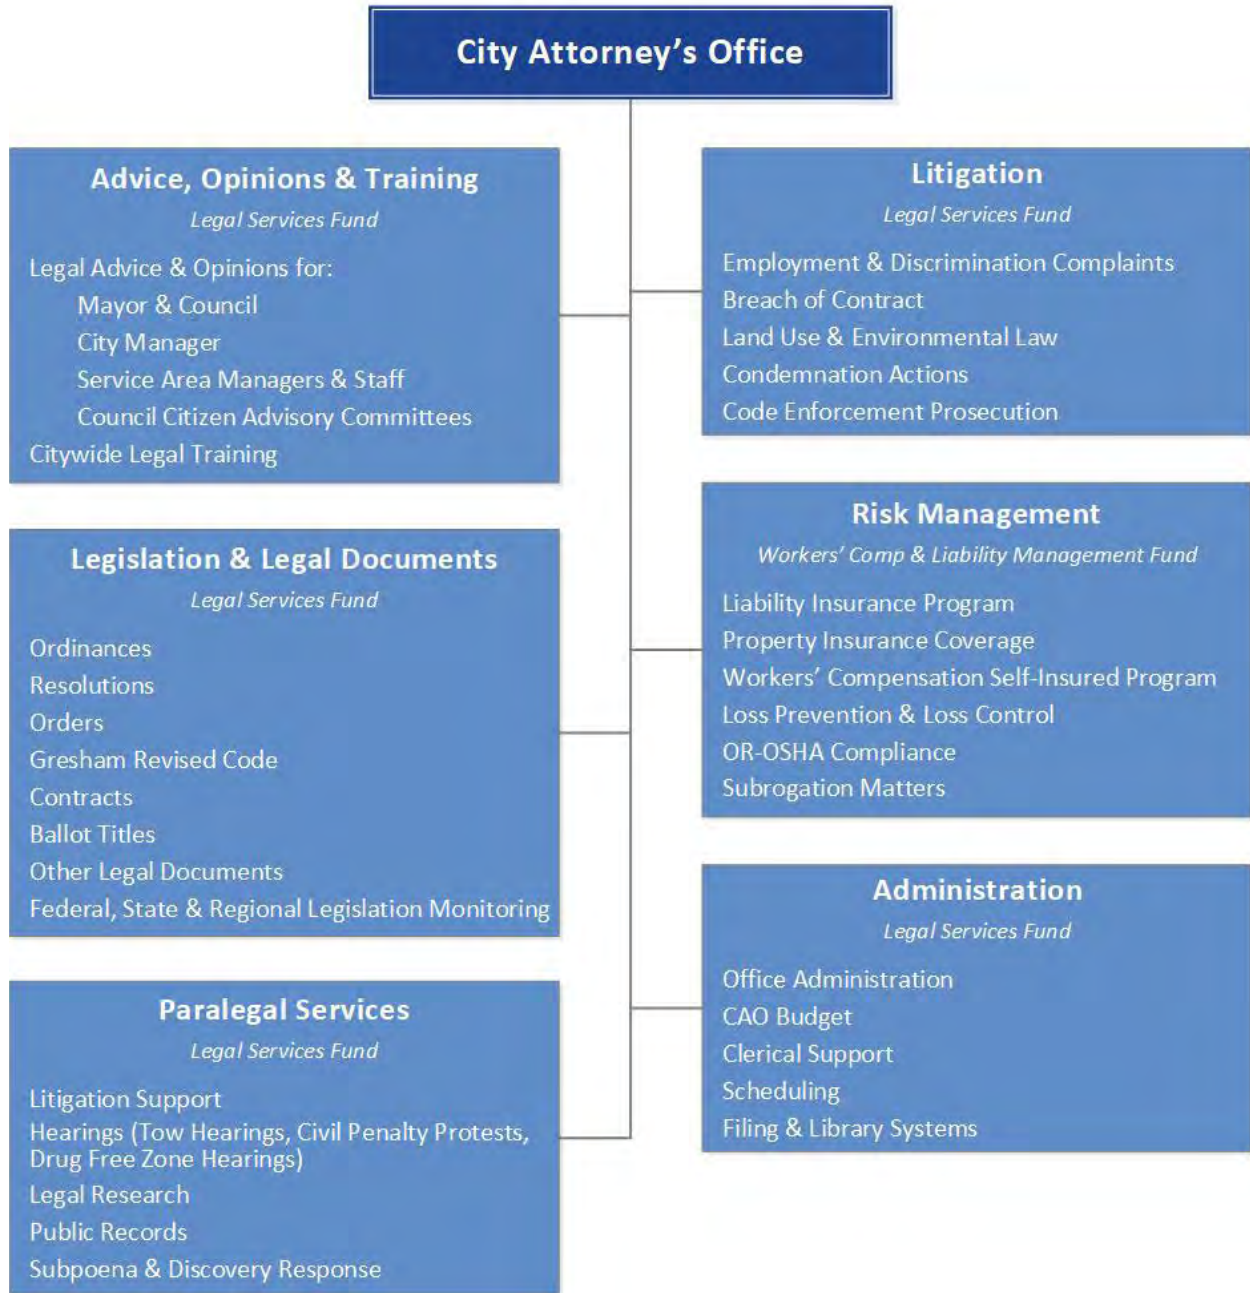 City Attorney's Office
Advice, Opinions & Training
Legal Services Fund
Legal Advice & Opinions for:
Mayor & Council
City Manager
Service Area Managers & Staff
Council Citizen Advisory Committees
Citywide Legal Training
Legislation & Legal Documents
Legal Services Fund
Ordinances
Resolutions
Orders
Gresham Revised Code
Contracts
Ballot Titles
Other Legal Documents
Federal, State & Regional Legislation Monitoring
Paralegal Services
Legal Services Fund
Litigation Support
Hearings (Tow Hearings, Civil Penalty Protests,
Drug Free Zone Hearings)
Legal Research
Public Records
Subpoena & Discovery Response
Litigation
Legal Services Fund
Employment & Discrimination Complaints
Breach of Contract
Land Use & Environmental Law
Condemnation Actions
Code Enforcement Prosecution
Risk Management
Workers' Comp & Liability Management Fund
Liability Insurance Program
Property Insurance Coverage
Workers' Compensation Self-Insured Program
Loss Prevention & Loss Control
OR-OSHA Compliance
Subrogation Matters
Administration
Legal Services Fund
Office Administration
CAO Budget
Clerical Support
Scheduling
Filing & Library Systems